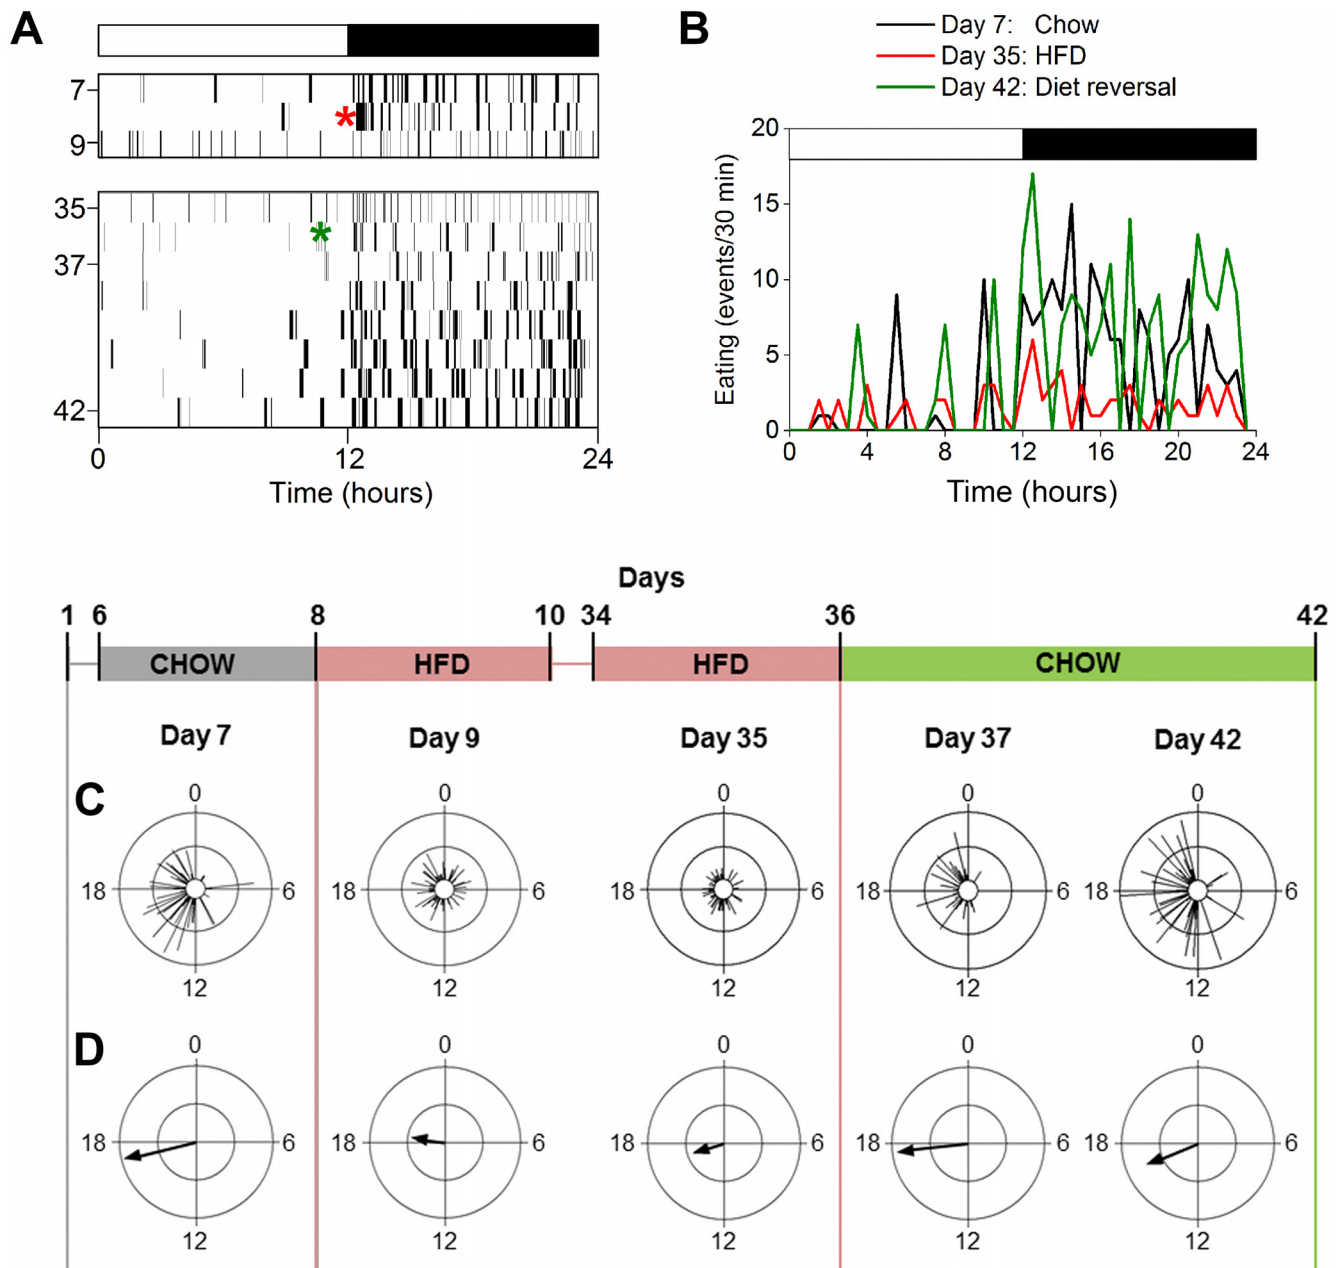 A
7
9
35
37
42
0 12 24
Time (hours)
B
Day 7: Chow
Day 35: HFD
Day 42: Diet reversal
Eating (events/30 min)
20
15
10
5
0
0 4 8 12 16 20 24
Time (hours)
Days
1 6 8 10 34 36 42
CHOW HFD HFD CHOW
Day 7 Day 9 Day 35 Day 37 Day 42
C
0 0 0 0 0
18 6 18 6 18 6 18 6 18 6
12 12 12 12 12
D
0 0 0 0 0
18 6 18 6 18 6 18 6 18 6
12 12 12 12 12